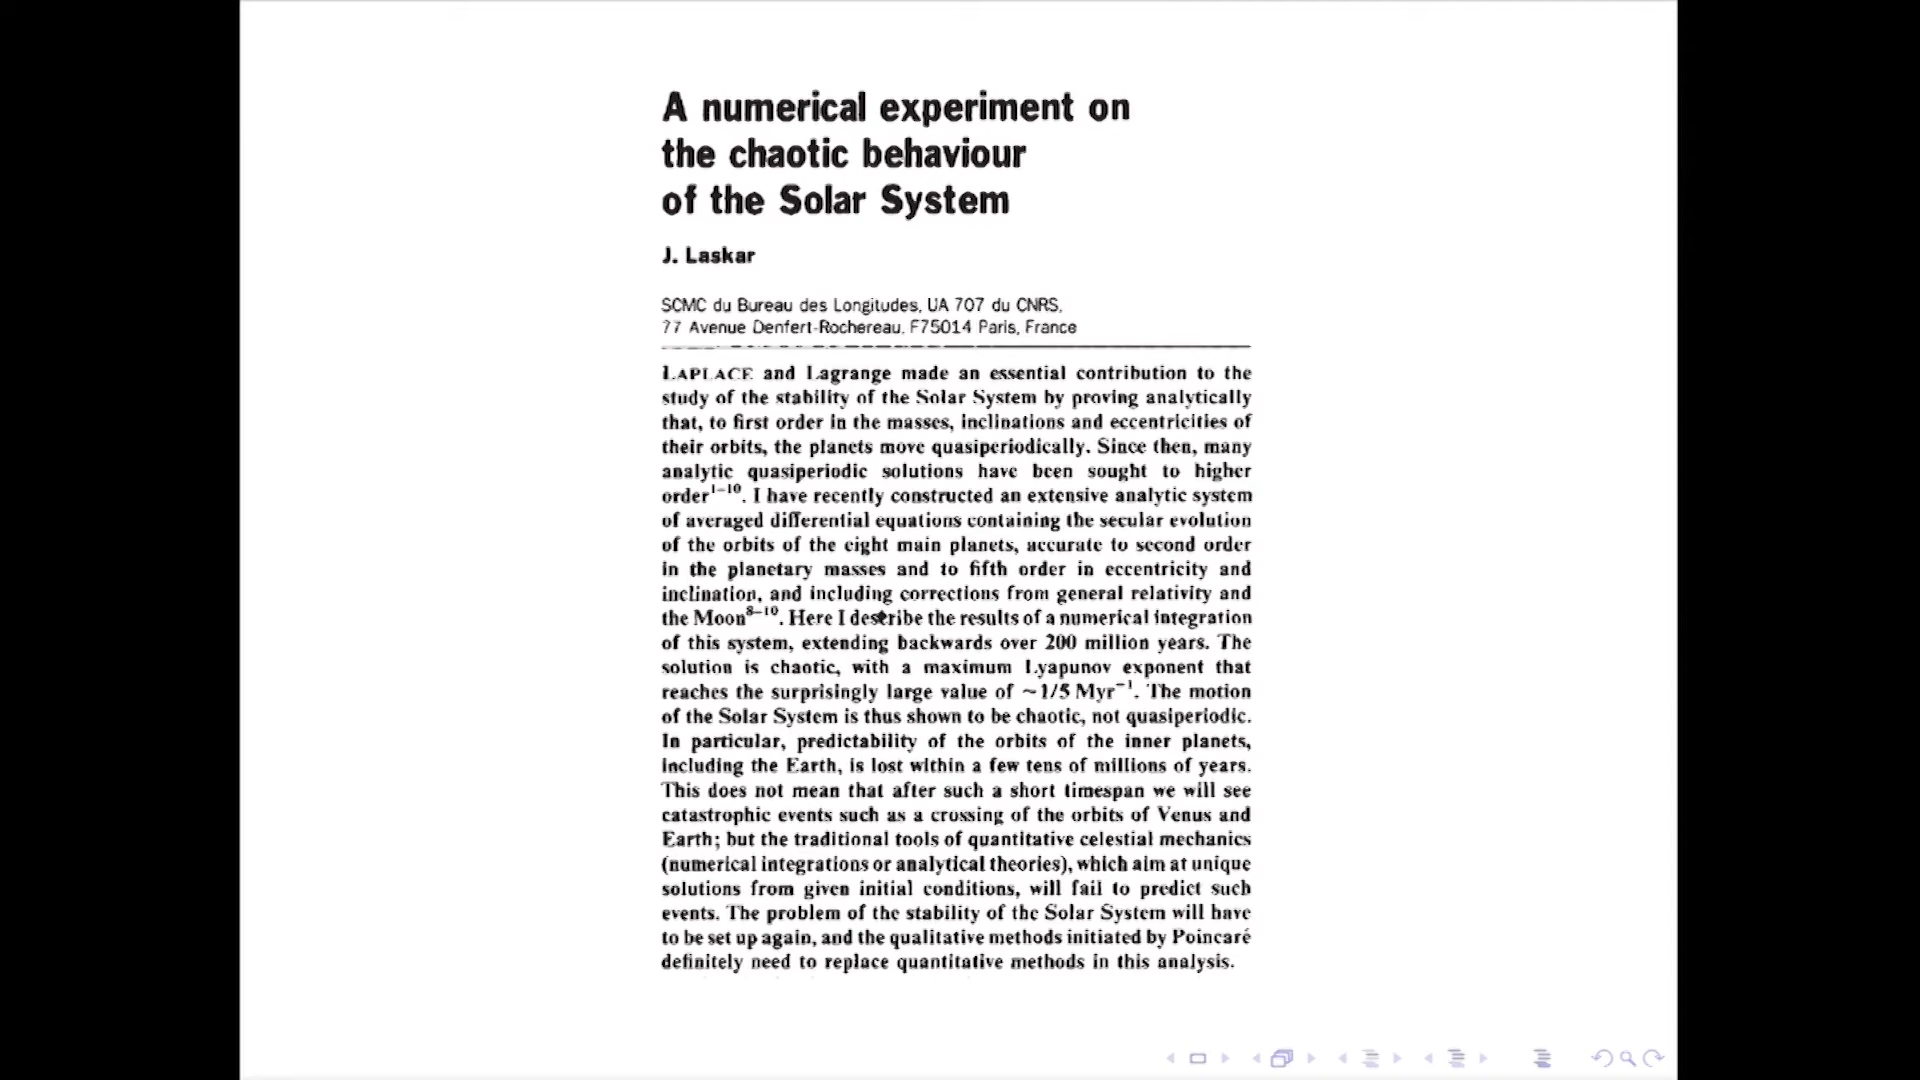 A numerical experiment on
the chaotic behaviour
of the Solar System
J. Laskar
SCMC du Bureau des Longitudes, UA 707 du CNRS,
77 Avenue Denfert-Rochereau, F75014 Paris, France
LAPLACE and Lagrange made an essential contribution to the
study of the stability of the Solar System by proving analytically
that, to first order in the masses, inclinations and eccentricities of
their orbits, the planets move quasiperiodically. Since then, many
analytic quasiperiodic solutions have been sought to higher
order¹⁻¹⁰. I have recently constructed an extensive analytic system
of averaged differential equations containing the secular evolution
of the orbits of the eight main planets, accurate to second order
in the planetary masses and to fifth order in eccentricity and
inclination, and including corrections from general relativity and
the Moon⁸⁻¹⁰. Here I describe the results of a numerical integration
of this system, extending backwards over 200 million years. The
solution is chaotic, with a maximum Lyapunov exponent that
reaches the surprisingly large value of ~1/5 Myr⁻¹. The motion
of the Solar System is thus shown to be chaotic, not quasiperiodic.
In particular, predictability of the orbits of the inner planets,
including the Earth, is lost within a few tens of millions of years.
This does not mean that after such a short timespan we will see
catastrophic events such as a crossing of the orbits of Venus and
Earth; but the traditional tools of quantitative celestial mechanics
(numerical integrations or analytical theories), which aim at unique
solutions from given initial conditions, will fail to predict such
events. The problem of the stability of the Solar System will have
to be set up again, and the qualitative methods initiated by Poincaré
definitely need to replace quantitative methods in this analysis.